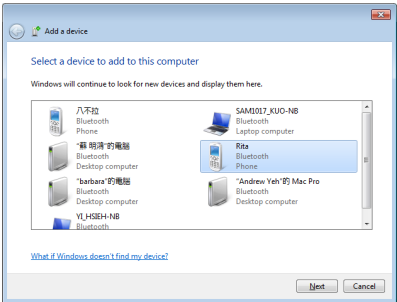 Add a device
Select a device to add to this computer
Windows will continue to look for new devices and display them here.
八不拉
Bluetooth
Phone
SAM1017_KUO-NB
Bluetooth
Laptop computer
"蘇 明鴻"的電腦
Bluetooth
Desktop computer
Rita
Bluetooth
Phone
"barbara"的電腦
Bluetooth
Desktop computer
"Andrew Yeh"的 Mac Pro
Bluetooth
Desktop computer
YI_HSIEH-NB
Bluetooth
What if Windows doesn't find my device?
Next
Cancel